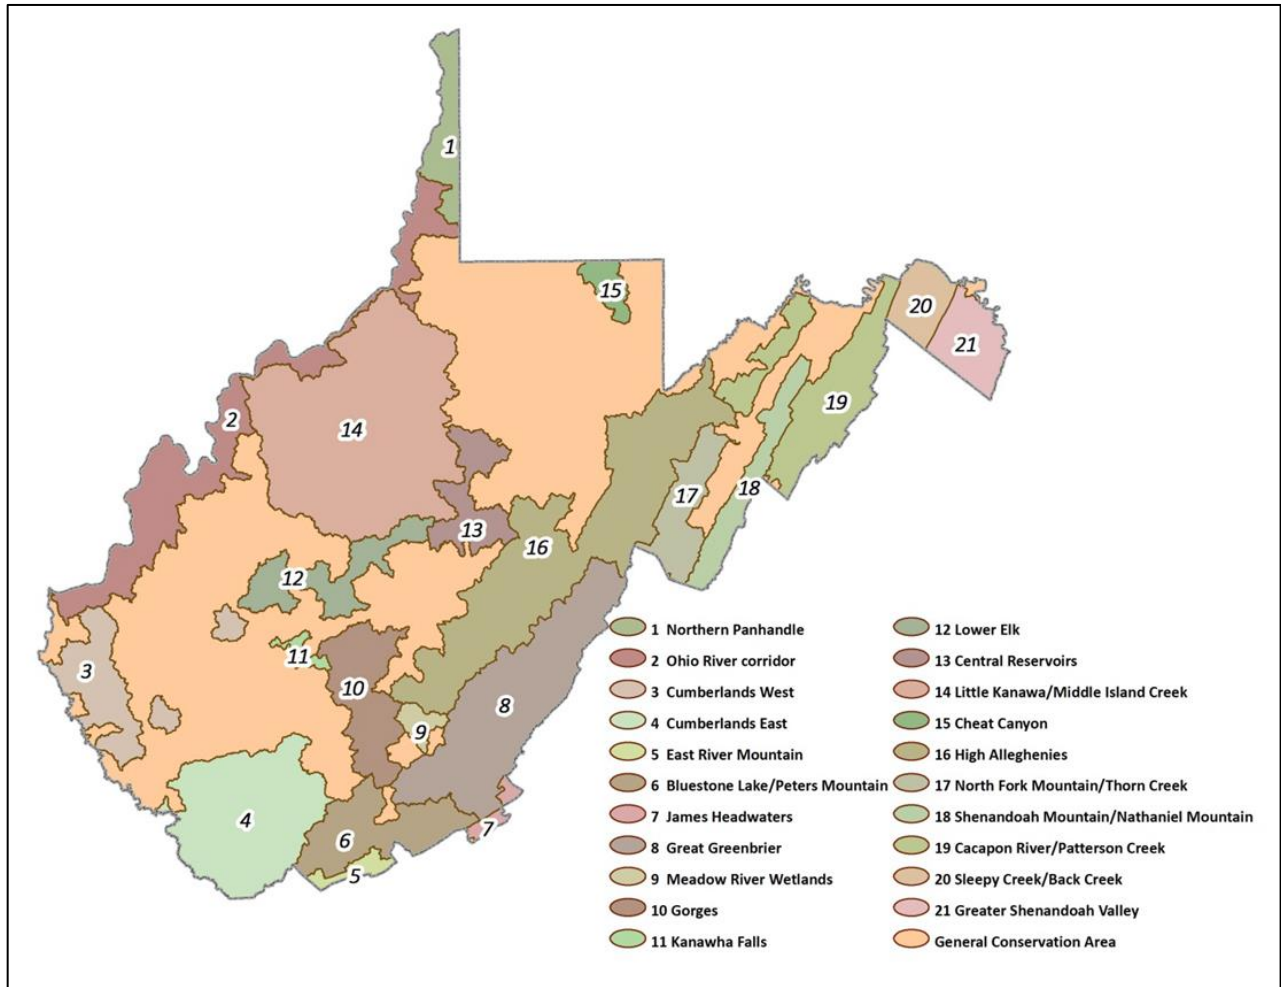 1
15
20
21
19
2
14
17
18
13
16
12
11
3
10
8
9
4
7
6
5
1 Northern Panhandle
2 Ohio River corridor
3 Cumberlands West
4 Cumberlands East
5 East River Mountain
6 Bluestone Lake/Peters Mountain
7 James Headwaters
8 Great Greenbrier
9 Meadow River Wetlands
10 Gorges
11 Kanawha Falls
12 Lower Elk
13 Central Reservoirs
14 Little Kanawa/Middle Island Creek
15 Cheat Canyon
16 High Alleghenies
17 North Fork Mountain/Thorn Creek
18 Shenandoah Mountain/Nathaniel Mountain
19 Cacapon River/Patterson Creek
20 Sleepy Creek/Back Creek
21 Greater Shenandoah Valley
General Conservation Area